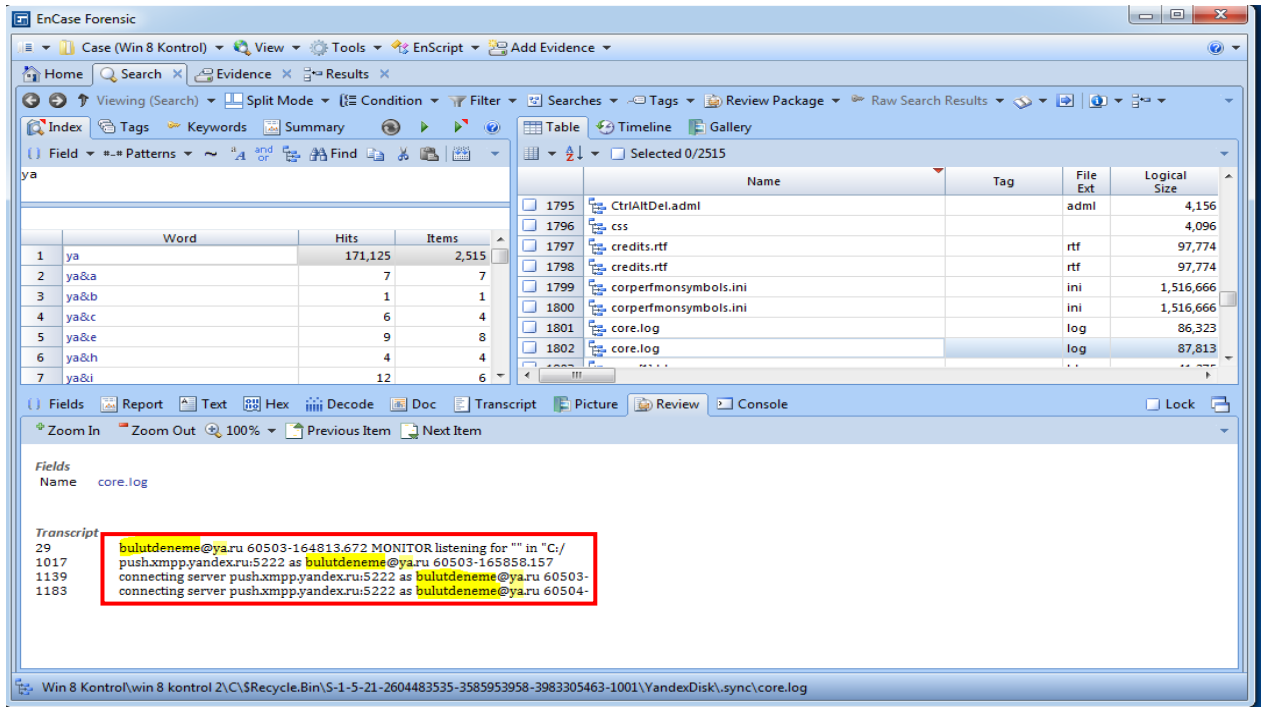 EnCase Forensic
Case (Win 8 Kontrol) View Tools EnScript Add Evidence
Home Search Evidence Results
Viewing (Search) Split Mode Condition Filter Searches Tags Review Package Raw Search Results
Index Tags Keywords Summary
Table Timeline Gallery
Field Patterns Find
Selected 0/2515
ya
Name Tag File Ext Logical Size
1795 CtrlAltDel.adml adml 4,156
1796 css 4,096
1797 credits.rtf rtf 97,774
1798 credits.rtf rtf 97,774
1799 corperfmonsymbols.ini ini 1,516,666
1800 corperfmonsymbols.ini ini 1,516,666
1801 core.log log 86,323
1802 core.log log 87,813
Word Hits Items
1 ya 171,125 2,515
2 ya&a 7 7
3 ya&b 1 1
4 ya&c 6 4
5 ya&e 9 8
6 ya&h 4 4
7 ya&i 12 6
Fields Report Text Hex Decode Doc Transcript Picture Review Console Lock
Zoom In Zoom Out 100% Previous Item Next Item
Fields
Name core.log
Transcript
29 bulutdeneme@ya.ru 60503-164813.672 MONITOR listening for "" in "C:/
1017 push.xmpp.yandex.ru:5222 as bulutdeneme@ya.ru 60503-165858.157
1139 connecting server push.xmpp.yandex.ru:5222 as bulutdeneme@ya.ru 60503-
1183 connecting server push.xmpp.yandex.ru:5222 as bulutdeneme@ya.ru 60504-
Win 8 Kontrol\win 8 kontrol 2\C\$Recycle.Bin\S-1-5-21-2604483535-3585953958-3983305463-1001\YandexDisk\.sync\core.log